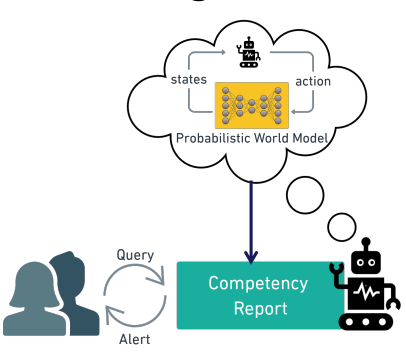 states
action
Probabilistic World Model
Query
Competency
Report
Alert